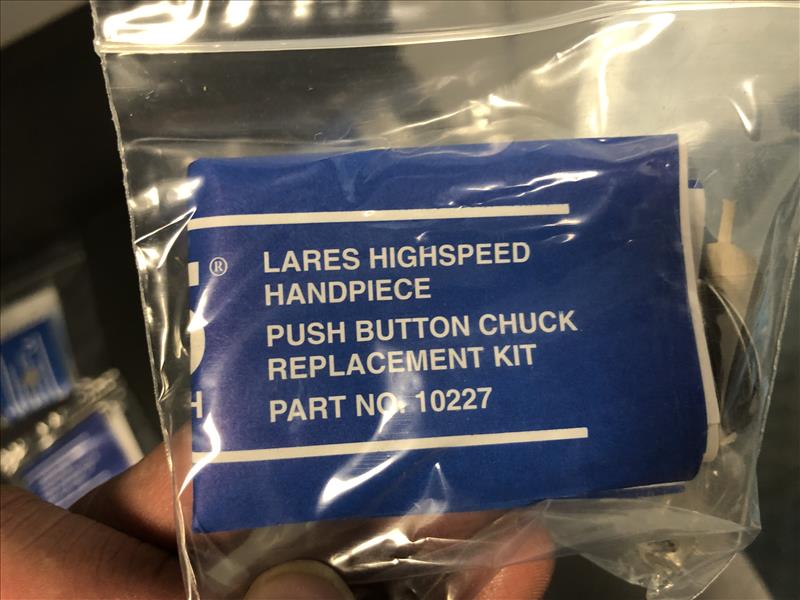 ®
LARES HIGHSPEED
HANDPIECE
PUSH BUTTON CHUCK
REPLACEMENT KIT
PART NO. 10227
H